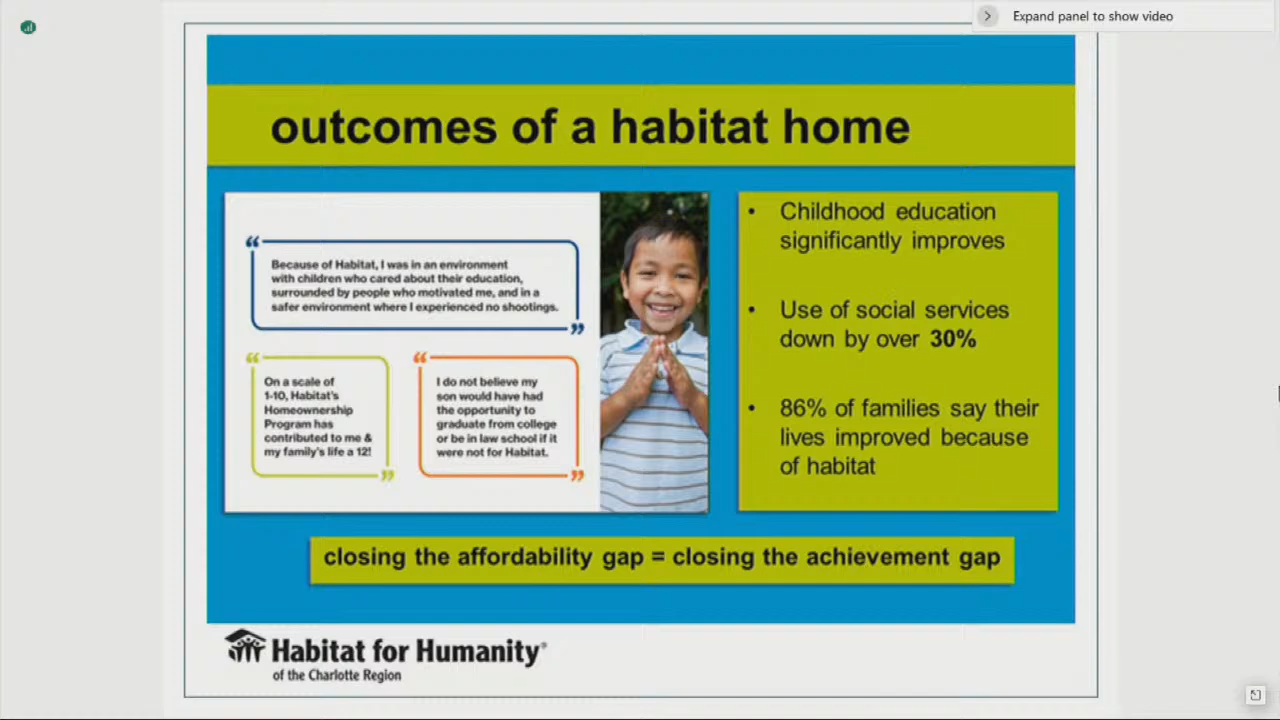 Expand panel to show video
outcomes of a habitat home
“ Because of Habitat, I was in an environment
with children who cared about their education,
surrounded by people who motivated me, and in a
safer environment where I experienced no shootings. ”
“ On a scale of
1-10, Habitat's
Homeownership
Program has
contributed to me &
my family's life a 12! ”
“ I do not believe my
son would have had
the opportunity to
graduate from college
or be in law school if it
were not for Habitat. ”
• Childhood education
significantly improves
• Use of social services
down by over 30%
• 86% of families say their
lives improved because
of habitat
closing the affordability gap = closing the achievement gap
Habitat for Humanity®
of the Charlotte Region